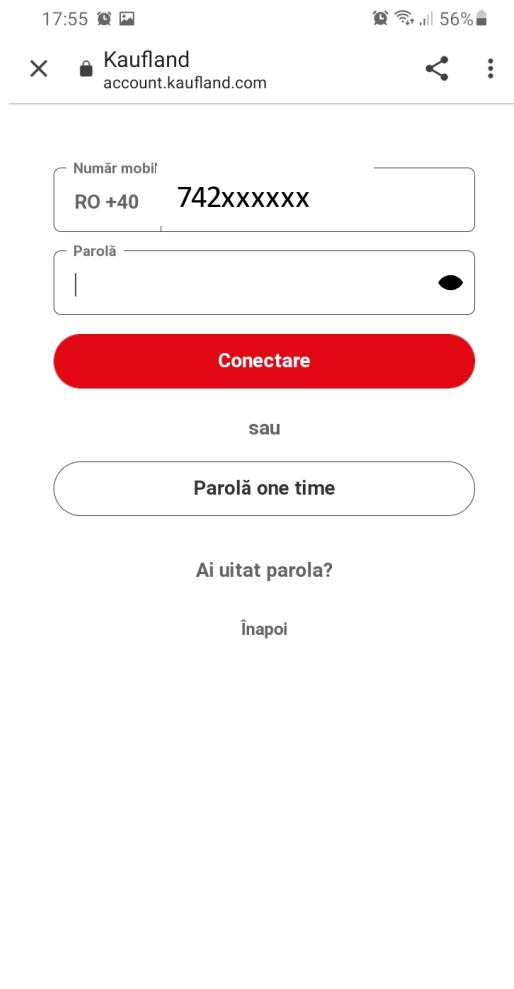 17:55
56%
Kaufland
account.kaufland.com
Număr mobil
RO +40 742xxxxxx
Parolă
Conectare
sau
Parolă one time
Ai uitat parola?
Înapoi